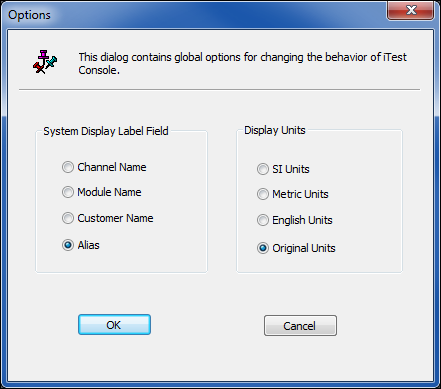 Options
This dialog contains global options for changing the behavior of iTest
Console.
System Display Label Field
Channel Name
Module Name
Customer Name
Alias
Display Units
SI Units
Metric Units
English Units
Original Units
OK
Cancel